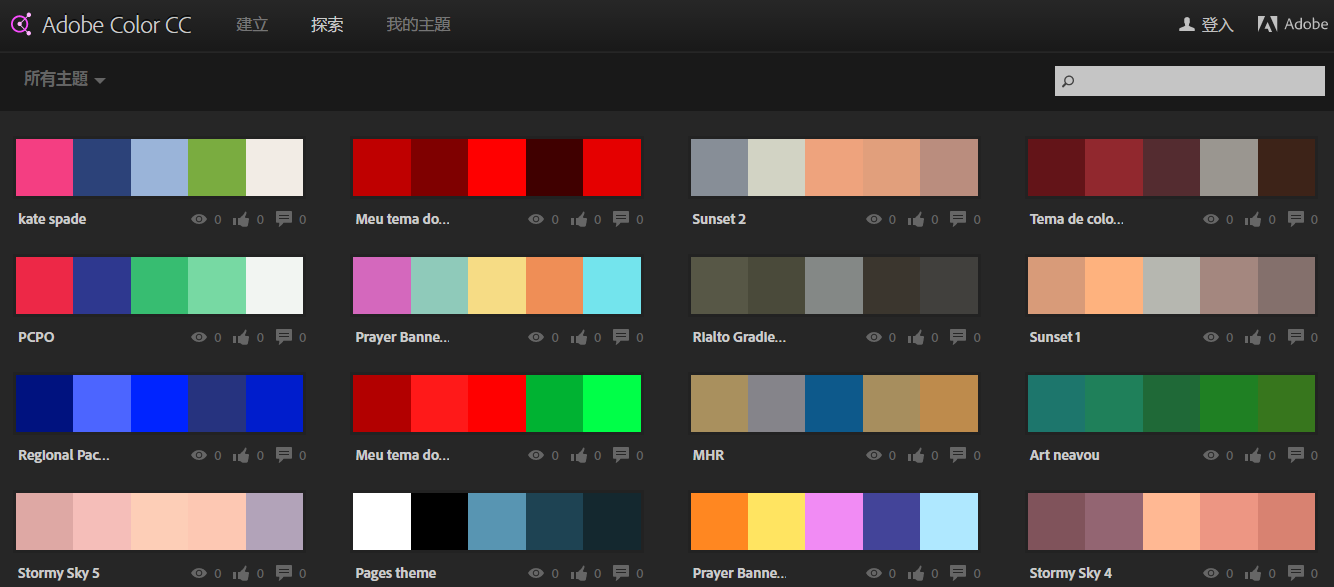 Adobe Color CC 建立 探索 我的主題 登入 Adobe
所有主題
kate spade 0 0 0 Meu tema do... 0 0 0 Sunset 2 0 0 0 Tema de colo... 0 0 0
PCPO 0 0 0 Prayer Banne... 0 0 0 Rialto Gradie... 0 0 0 Sunset 1 0 0 0
Regional Pac... 0 0 0 Meu tema do... 0 0 0 MHR 0 0 0 Art neavou 0 0 0
Stormy Sky 5 0 0 0 Pages theme 0 0 0 Prayer Banne... 0 0 0 Stormy Sky 4 0 0 0